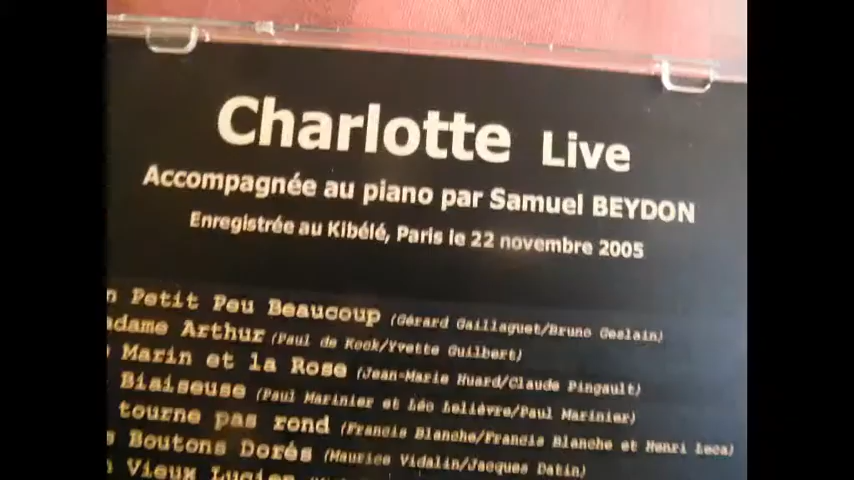 Charlotte Live
Accompagnée au piano par Samuel BEYDON
Enregistrée au Kibélé, Paris le 22 novembre 2005
Petit Peu Beaucoup (Gérard Gaillaguet/Bruno Geslain)
adame Arthur (Paul de Kock/Yvette Guilbert)
Marin et la Rose (Jean-Marie Huard/Claude Pingault)
Biaiseuse (Paul Marinier et Léo Lelièvre/Paul Marinier)
tourne pas rond (Francis Blanche/Francis Blanche et Henri Leca)
Boutons Dorés (Maurice Vidalin/Jacques Datin)
Vieux Lucien